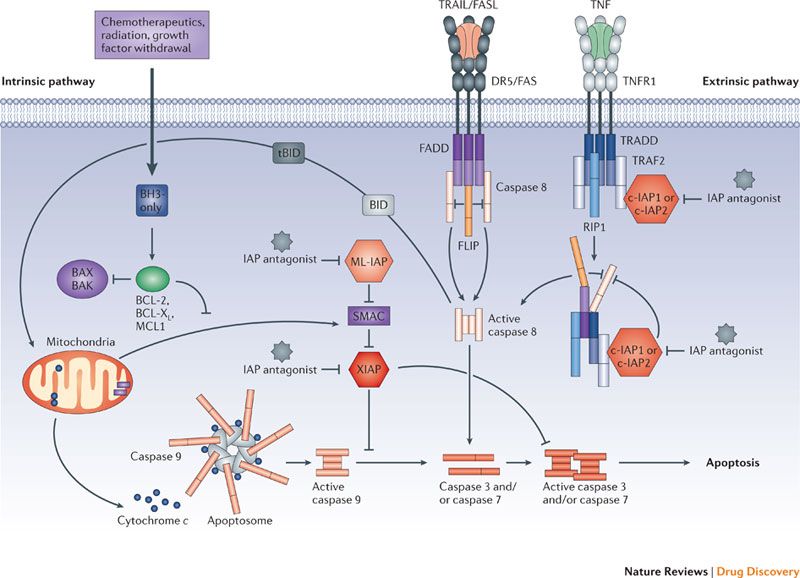 Chemotherapeutics,
radiation, growth
factor withdrawal
TRAIL/FASL
TNF
Intrinsic pathway
DR5/FAS
TNFR1
Extrinsic pathway
FADD
TRADD
TRAF2
tBID
Caspase 8
BH3-
only
BID
c-IAP1 or
c-IAP2
IAP antagonist
FLIP
RIP1
IAP antagonist
ML-IAP
BAX
BAK
BCL-2,
BCL-XL,
MCL1
SMAC
Active
caspase 8
Mitochondria
c-IAP1 or
c-IAP2
IAP antagonist
IAP antagonist
XIAP
Caspase 9
Active
caspase 9
Caspase 3 and/
or caspase 7
Active caspase 3
and/or caspase 7
Apoptosis
Cytochrome c
Apoptosome
Nature Reviews | Drug Discovery